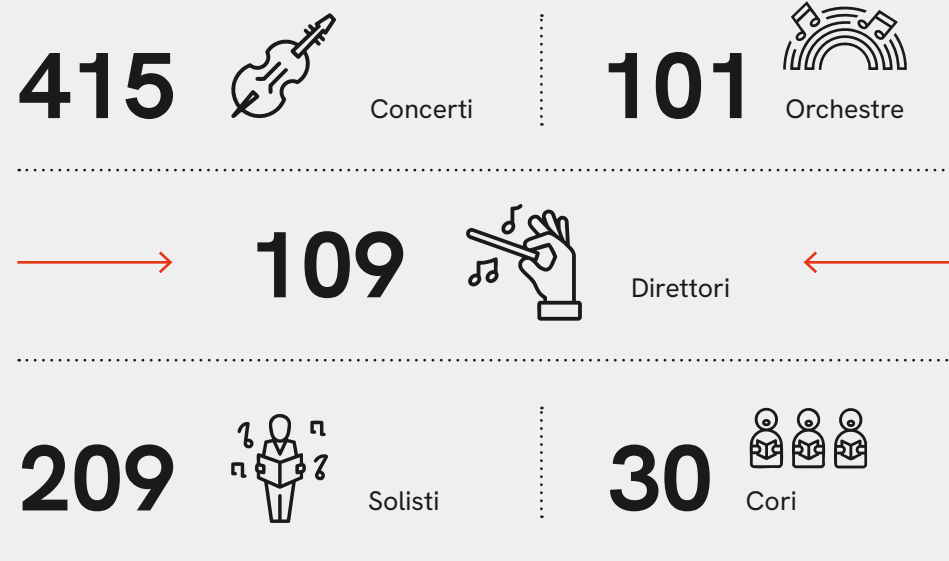 415 Concerti
101 Orchestre
109 Direttori
209 Solisti
30 Cori